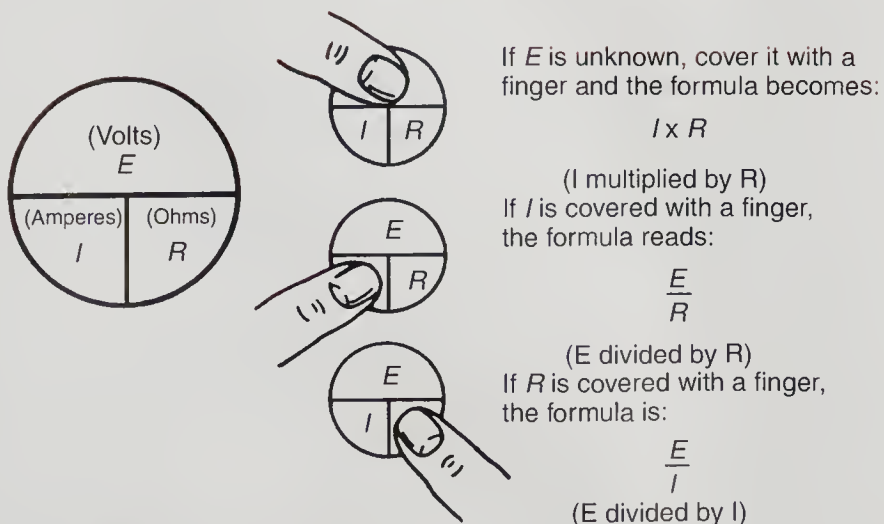 (Volts)
E
(Amperes) (Ohms)
I R
I R
E
R
E
I
If E is unknown, cover it with a
finger and the formula becomes:
I x R
(I multiplied by R)
If I is covered with a finger,
the formula reads:
E
R
(E divided by R)
If R is covered with a finger,
the formula is:
E
I
(E divided by I)